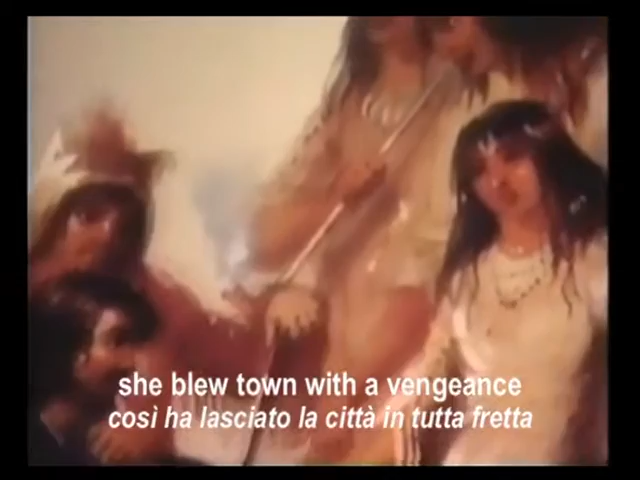 she blew town with a vengeance
così ha lasciato la città in tutta fretta